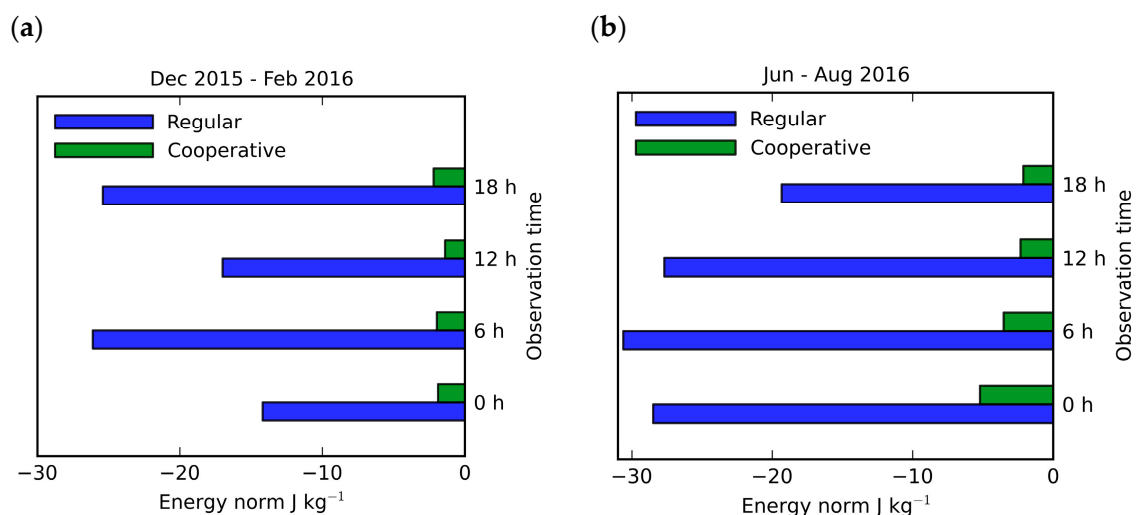 (a)
Dec 2015 - Feb 2016
Regular
Cooperative
18 h
12 h
6 h
0 h
Observation time
−30
−20
−10
0
Energy norm J kg⁻¹
(b)
Jun - Aug 2016
Regular
Cooperative
18 h
12 h
6 h
0 h
Observation time
−30
−20
−10
0
Energy norm J kg⁻¹